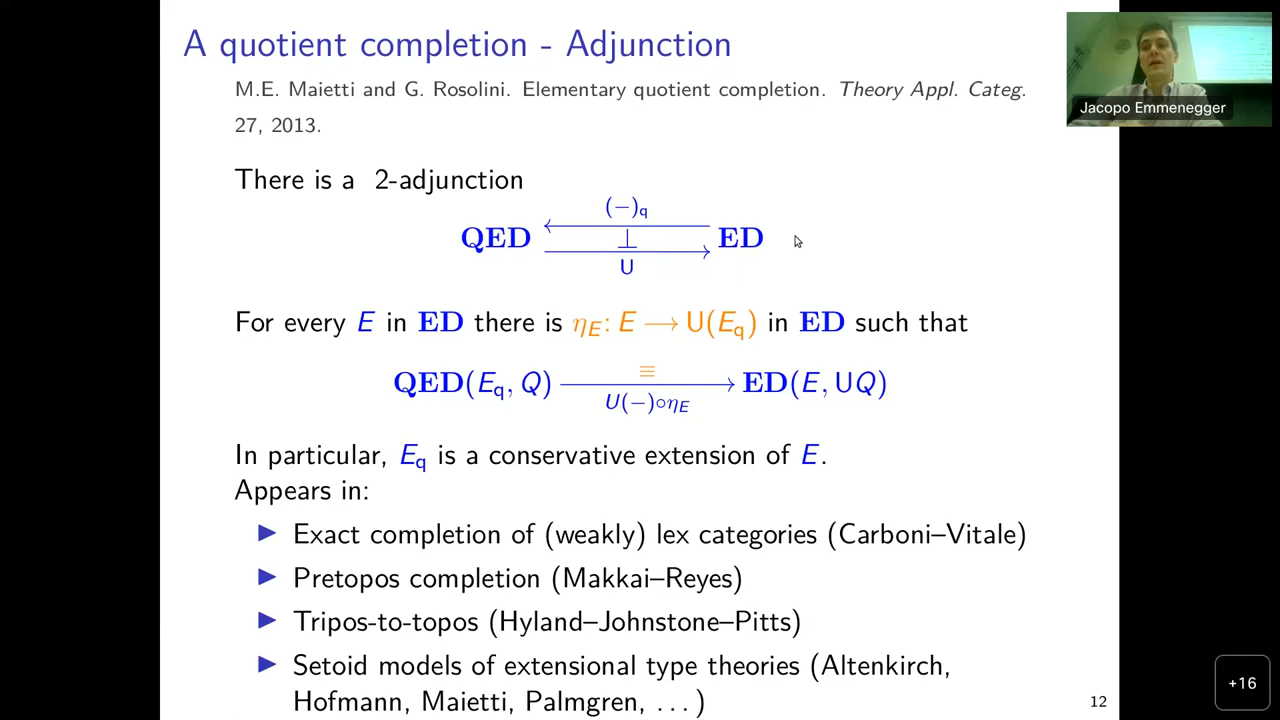 A quotient completion - Adjunction
M.E. Maietti and G. Rosolini. Elementary quotient completion. Theory Appl. Categ.
27, 2013.
Jacopo Emmenegger
There is a 2-adjunction
(−)q
QED ⊥ ED
U
For every E in ED there is ηE : E ⟶ U(Eq) in ED such that
≡
QED(Eq, Q) ⟶ ED(E, UQ)
U(−)∘ηE
In particular, Eq is a conservative extension of E.
Appears in:
▶ Exact completion of (weakly) lex categories (Carboni–Vitale)
▶ Pretopos completion (Makkai–Reyes)
▶ Tripos-to-topos (Hyland–Johnstone–Pitts)
▶ Setoid models of extensional type theories (Altenkirch,
Hofmann, Maietti, Palmgren, . . . )
12
+16